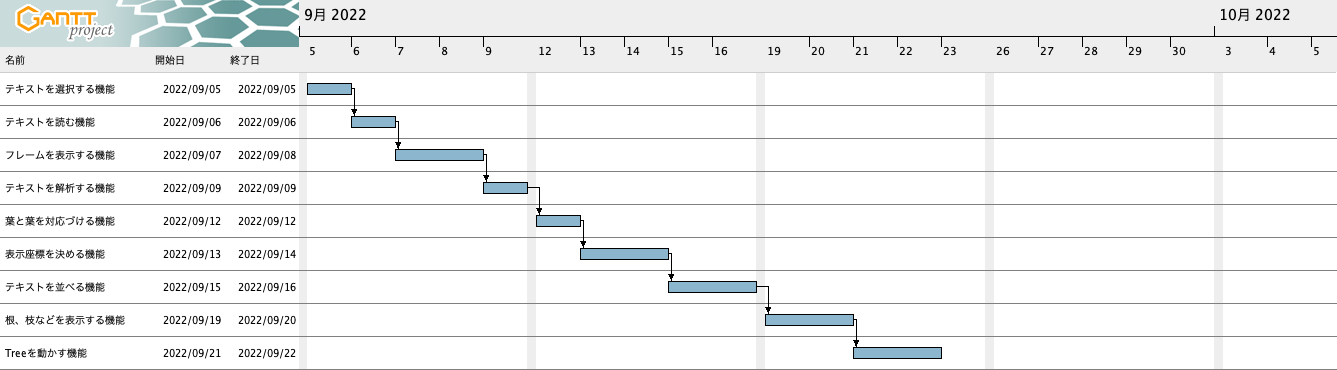 GANTT
project
9月 2022
10月 2022
5 6 7 8 9 12 13 14 15 16 19 20 21 22 23 26 27 28 29 30 3 4 5
名前 開始日 終了日
テキストを選択する機能 2022/09/05 2022/09/05
テキストを読む機能 2022/09/06 2022/09/06
フレームを表示する機能 2022/09/07 2022/09/08
テキストを解析する機能 2022/09/09 2022/09/09
葉と葉を対応づける機能 2022/09/12 2022/09/12
表示座標を決める機能 2022/09/13 2022/09/14
テキストを並べる機能 2022/09/15 2022/09/16
根、枝などを表示する機能 2022/09/19 2022/09/20
Treeを動かす機能 2022/09/21 2022/09/22